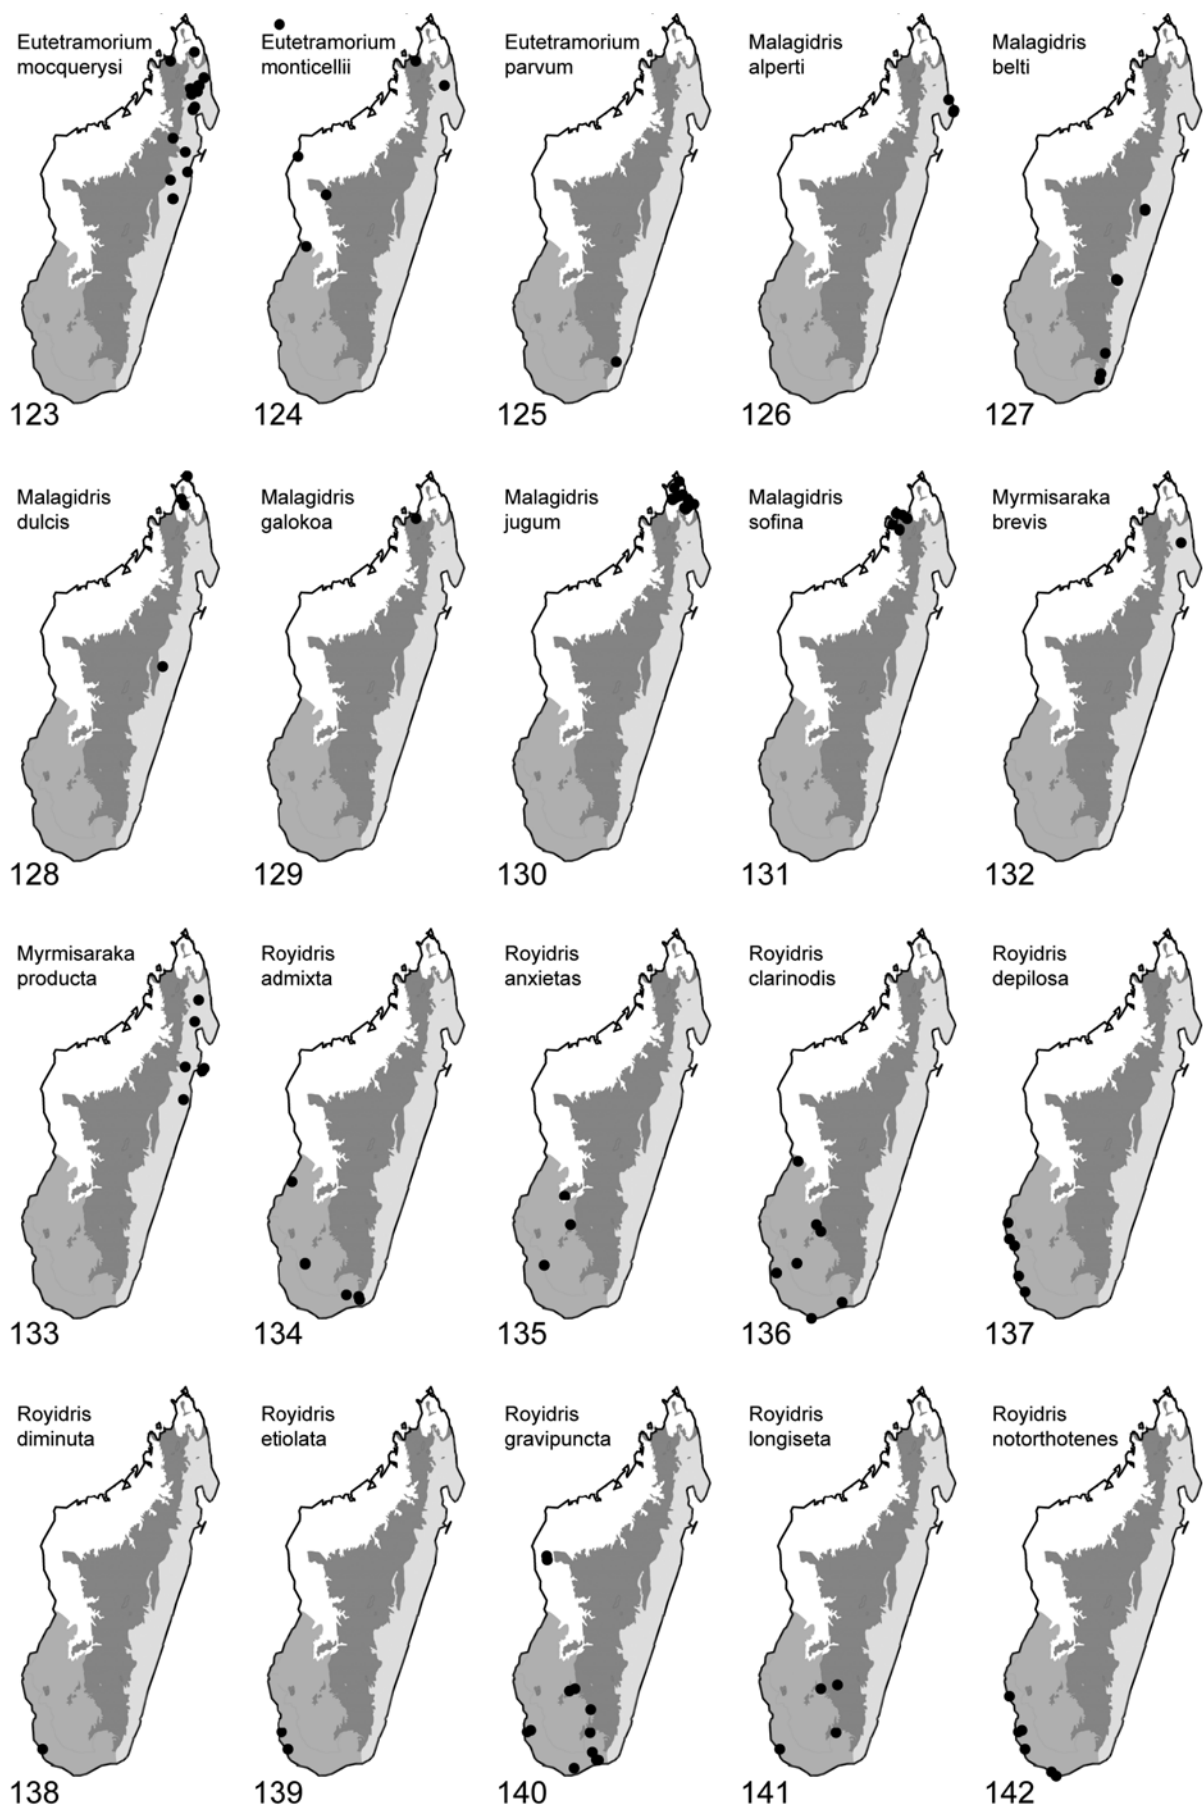 Eutetramorium
mocquerysi
123
Eutetramorium
monticellii
124
Eutetramorium
parvum
125
Malagidris
alperti
126
Malagidris
belti
127
Malagidris
dulcis
128
Malagidris
galokoa
129
Malagidris
jugum
130
Malagidris
sofina
131
Myrmisaraka
brevis
132
Myrmisaraka
producta
133
Royidris
admixta
134
Royidris
anxietas
135
Royidris
clarinodis
136
Royidris
depilosa
137
Royidris
diminuta
138
Royidris
etiolata
139
Royidris
gravipuncta
140
Royidris
longiseta
141
Royidris
notorthotenes
142